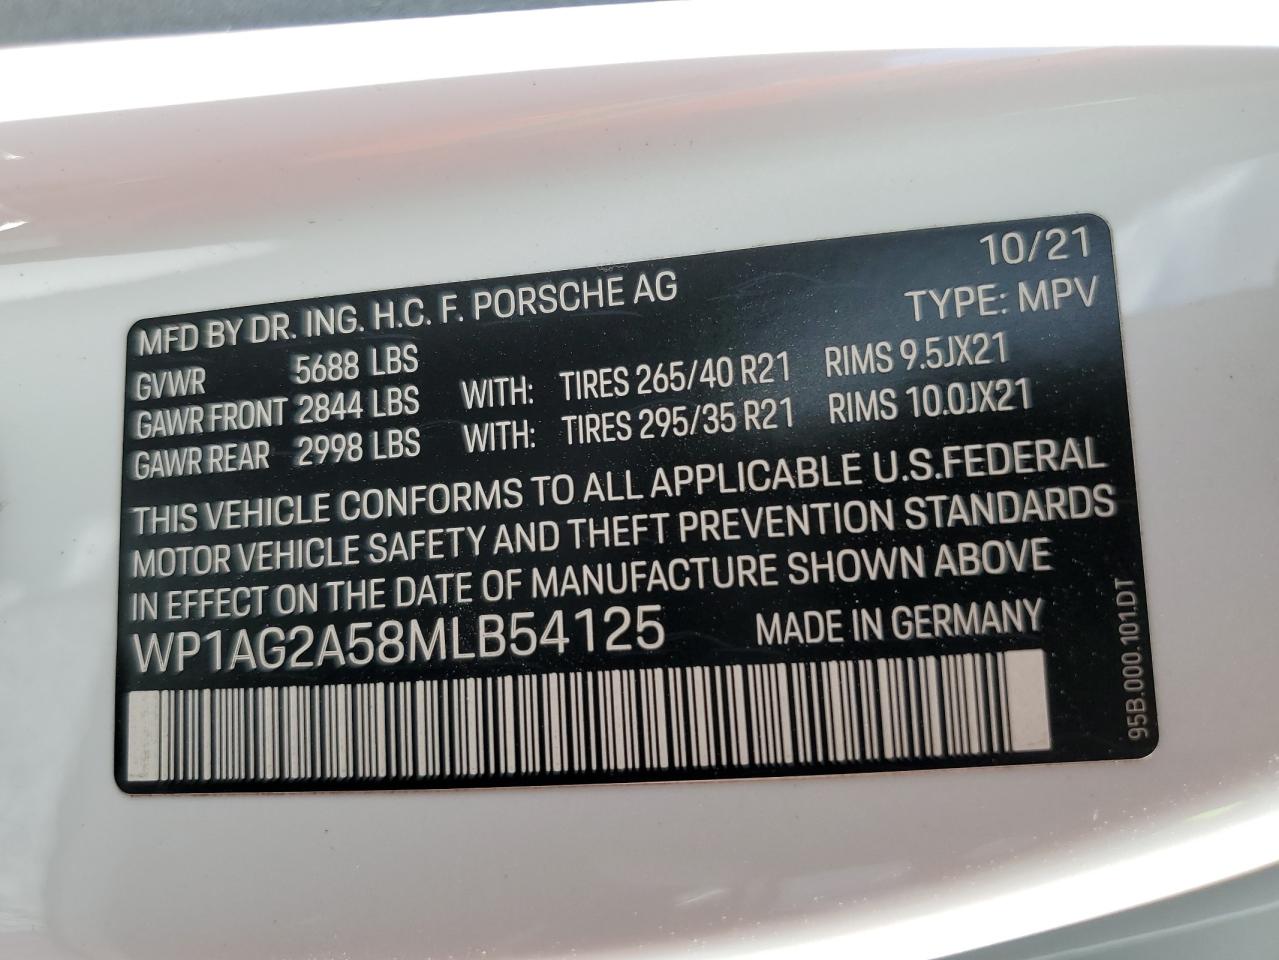 10/21
MFD BY DR. ING. H.C. F. PORSCHE AG
TYPE: MPV
GVWR 5688 LBS
GAWR FRONT 2844 LBS WITH: TIRES 265/40 R21 RIMS 9.5JX21
GAWR REAR 2998 LBS WITH: TIRES 295/35 R21 RIMS 10.0JX21
THIS VEHICLE CONFORMS TO ALL APPLICABLE U.S.FEDERAL
MOTOR VEHICLE SAFETY AND THEFT PREVENTION STANDARDS
IN EFFECT ON THE DATE OF MANUFACTURE SHOWN ABOVE
WP1AG2A58MLB54125 MADE IN GERMANY
95B.000.101.DT